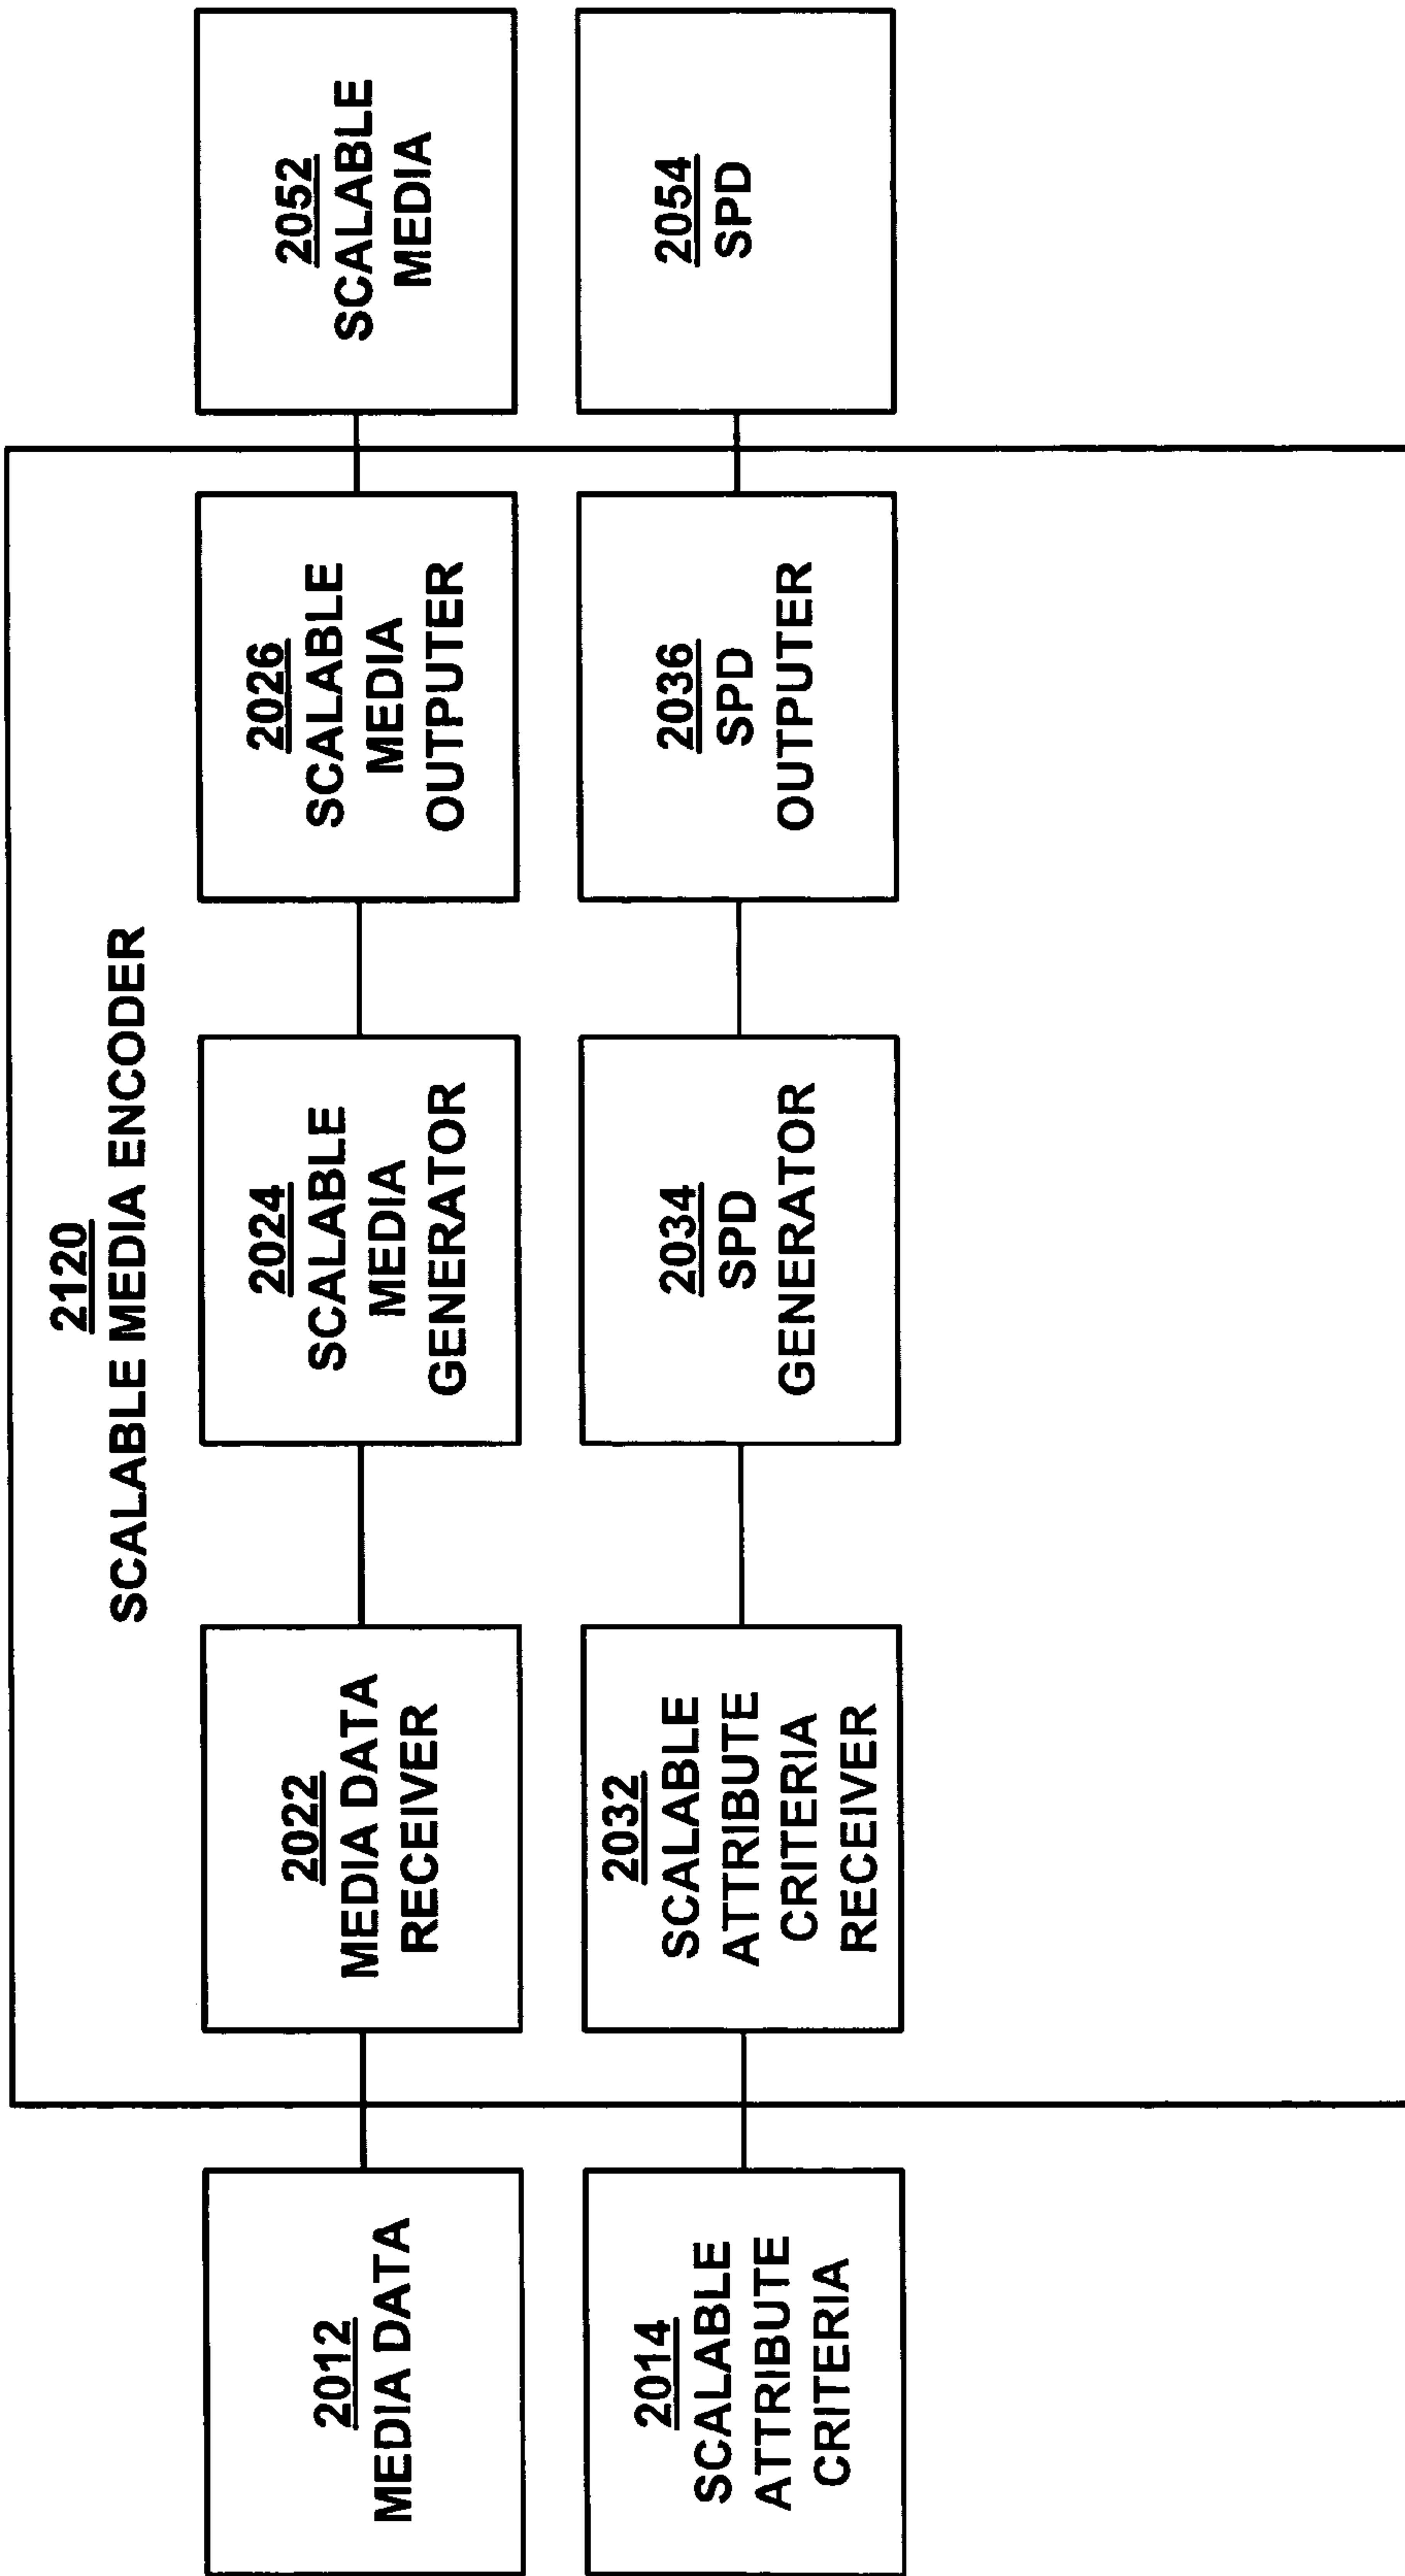 2120
SCALABLE MEDIA ENCODER
2012
MEDIA DATA
2022
MEDIA DATA
RECEIVER
2024
SCALABLE
MEDIA
GENERATOR
2026
SCALABLE
MEDIA
OUTPUTER
2052
SCALABLE
MEDIA
2014
SCALABLE
ATTRIBUTE
CRITERIA
2032
SCALABLE
ATTRIBUTE
CRITERIA
RECEIVER
2034
SPD
GENERATOR
2036
SPD
OUTPUTER
2054
SPD